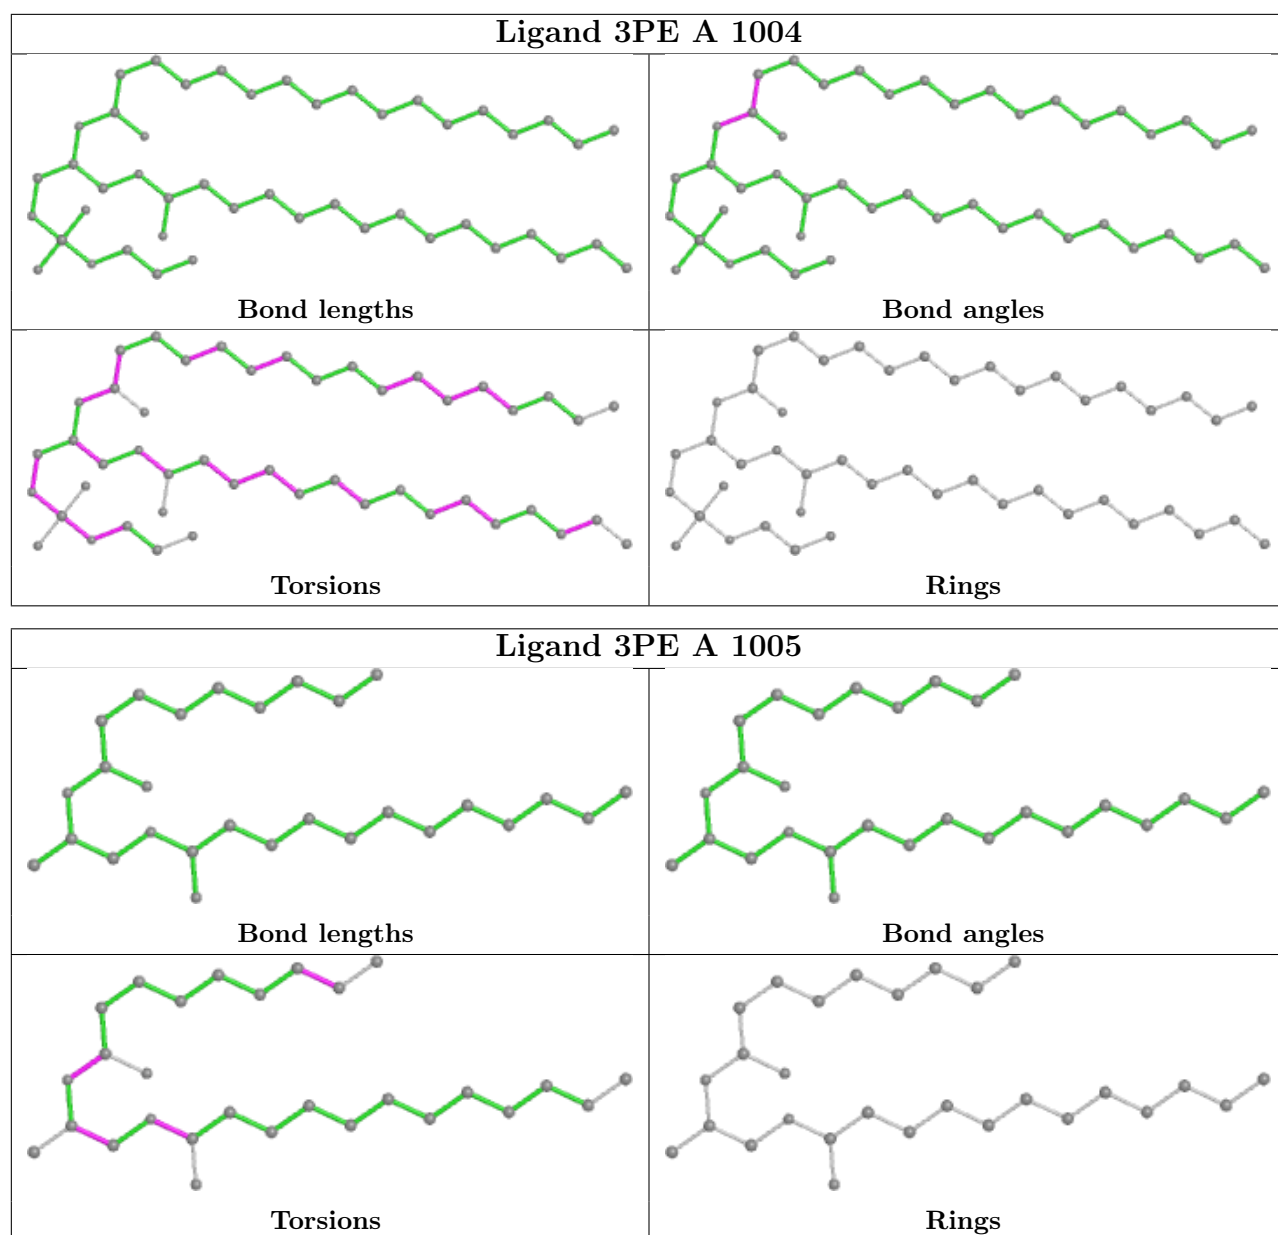 Ligand 3PE A 1004
Bond lengths
Bond angles
Torsions
Rings
Ligand 3PE A 1005
Bond lengths
Bond angles
Torsions
Rings